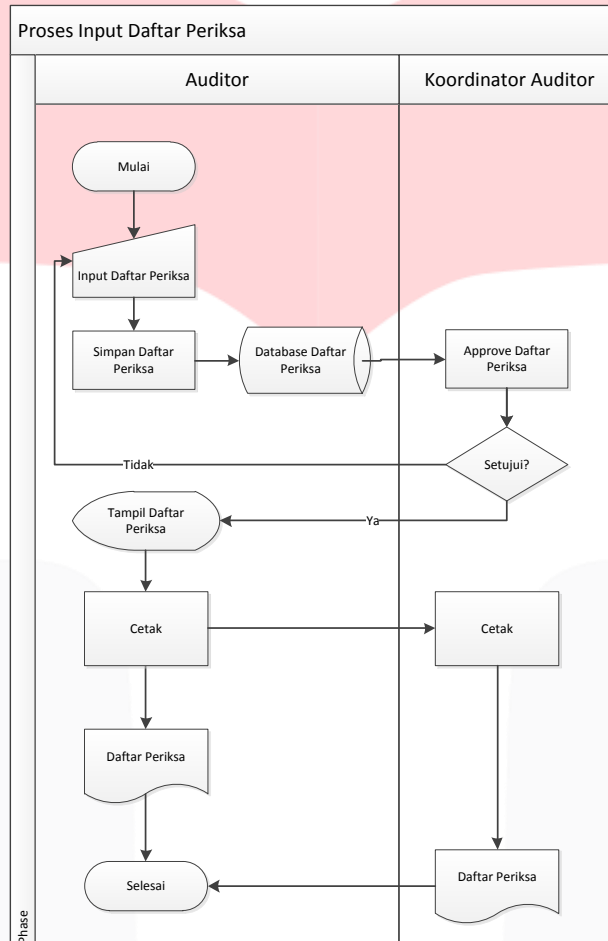 Proses Input Daftar Periksa
Auditor
Koordinator Auditor
Mulai
Input Daftar Periksa
Simpan Daftar
Periksa
Database Daftar
Periksa
Approve Daftar
Periksa
Setujui?
Tidak
Ya
Tampil Daftar
Periksa
Cetak
Cetak
Daftar Periksa
Daftar Periksa
Selesai
Phase